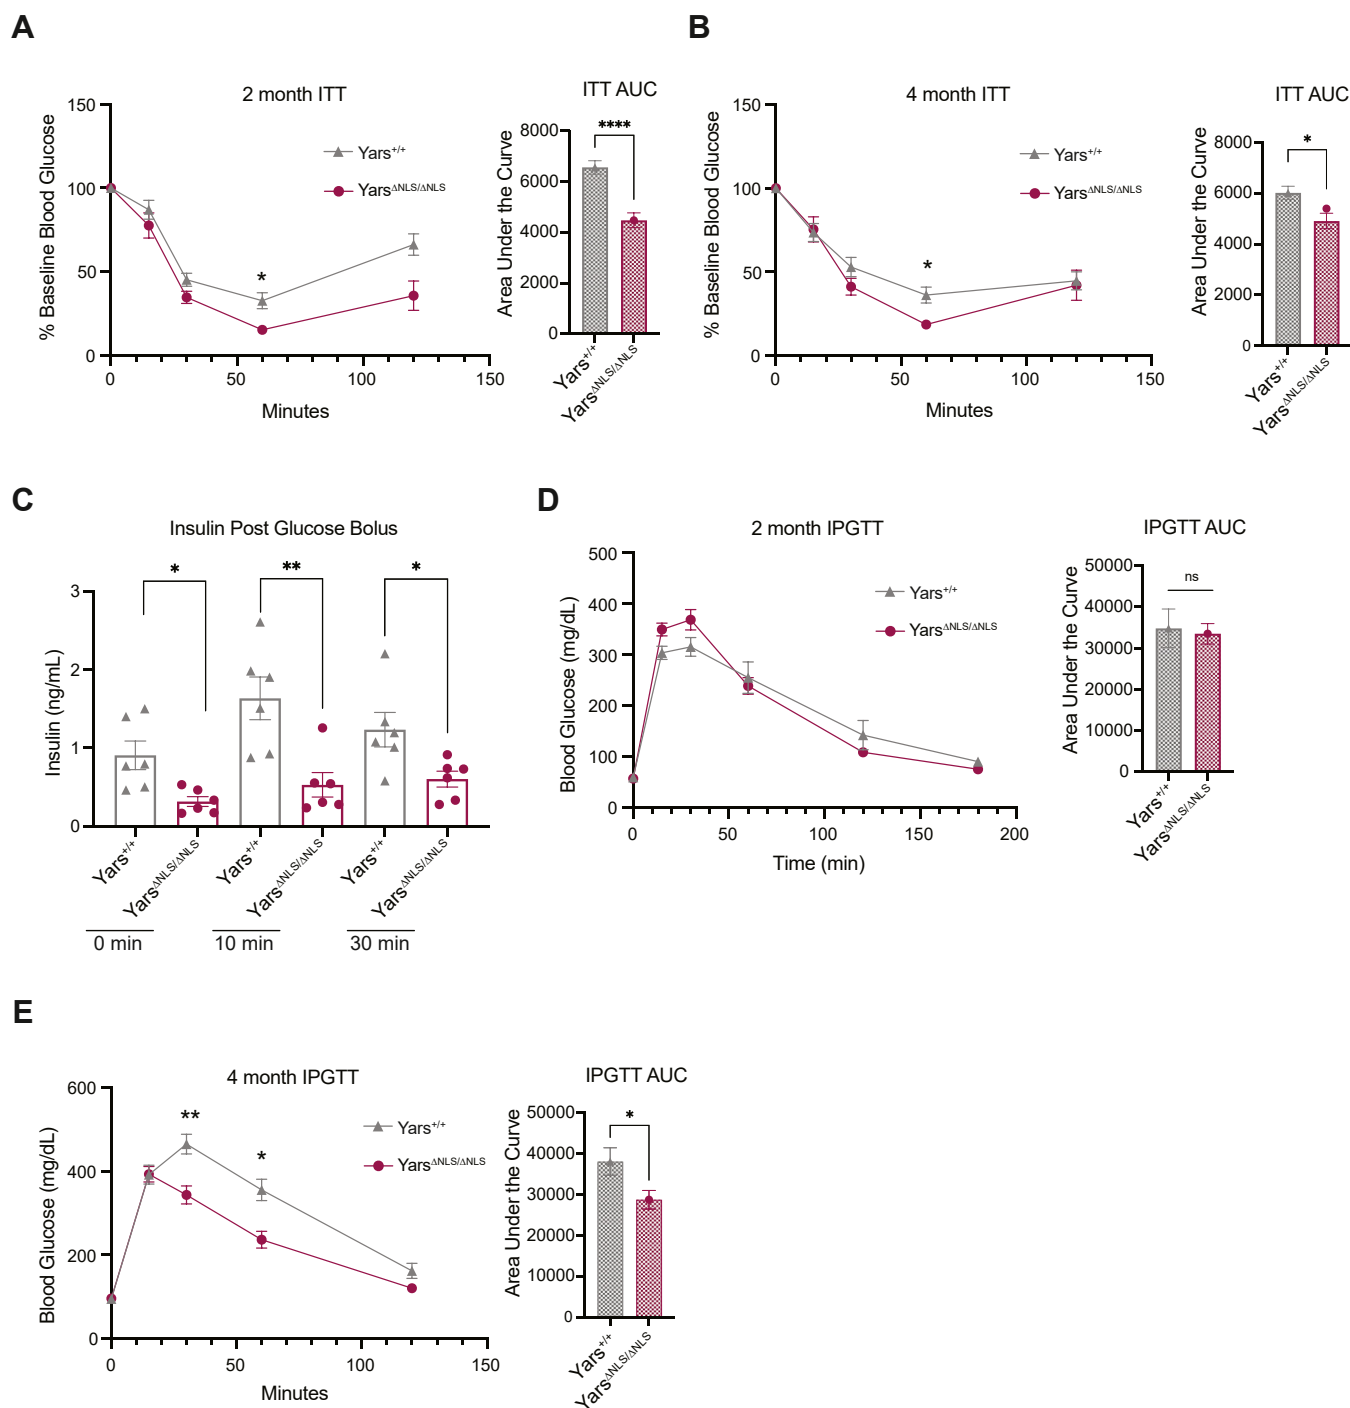 A
2 month ITT
% Baseline Blood Glucose
150
100
50
0
0
50
100
150
Minutes
Yars+/+
YarsΔNLS/ΔNLS
*
ITT AUC
Area Under the Curve
8000
6000
4000
2000
0
****
Yars+/+
YarsΔNLS/ΔNLS
B
4 month ITT
% Baseline Blood Glucose
150
100
50
0
0
50
100
150
Minutes
Yars+/+
YarsΔNLS/ΔNLS
*
ITT AUC
Area Under the Curve
8000
6000
4000
2000
0
*
Yars+/+
YarsΔNLS/ΔNLS
C
Insulin Post Glucose Bolus
Insulin (ng/mL)
3
2
1
0
*
**
*
Yars+/+
YarsΔNLS/ΔNLS
Yars+/+
YarsΔNLS/ΔNLS
Yars+/+
YarsΔNLS/ΔNLS
0 min
10 min
30 min
D
2 month IPGTT
Blood Glucose (mg/dL)
500
400
300
200
100
0
0
50
100
150
200
Time (min)
Yars+/+
YarsΔNLS/ΔNLS
IPGTT AUC
Area Under the Curve
50000
40000
30000
20000
10000
0
ns
Yars+/+
YarsΔNLS/ΔNLS
E
4 month IPGTT
Blood Glucose (mg/dL)
600
400
200
0
0
50
100
150
Minutes
**
*
Yars+/+
YarsΔNLS/ΔNLS
IPGTT AUC
Area Under the Curve
50000
40000
30000
20000
10000
0
*
Yars+/+
YarsΔNLS/ΔNLS